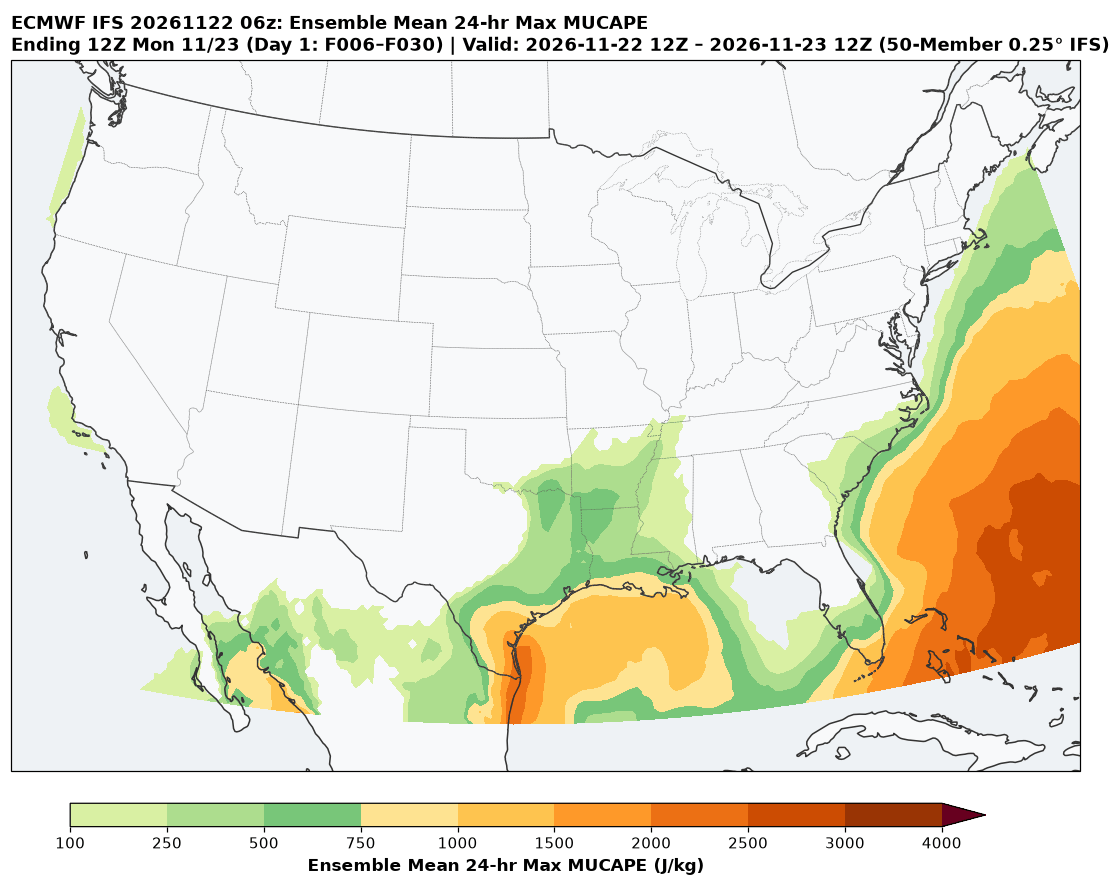 ECMWF IFS 20261122 06z: Ensemble Mean 24-hr Max MUCAPE
Ending 12Z Mon 11/23 (Day 1: F006–F030) | Valid: 2026-11-22 12Z – 2026-11-23 12Z (50-Member 0.25° IFS)
100 250 500 750 1000 1500 2000 2500 3000 4000
Ensemble Mean 24-hr Max MUCAPE (J/kg)